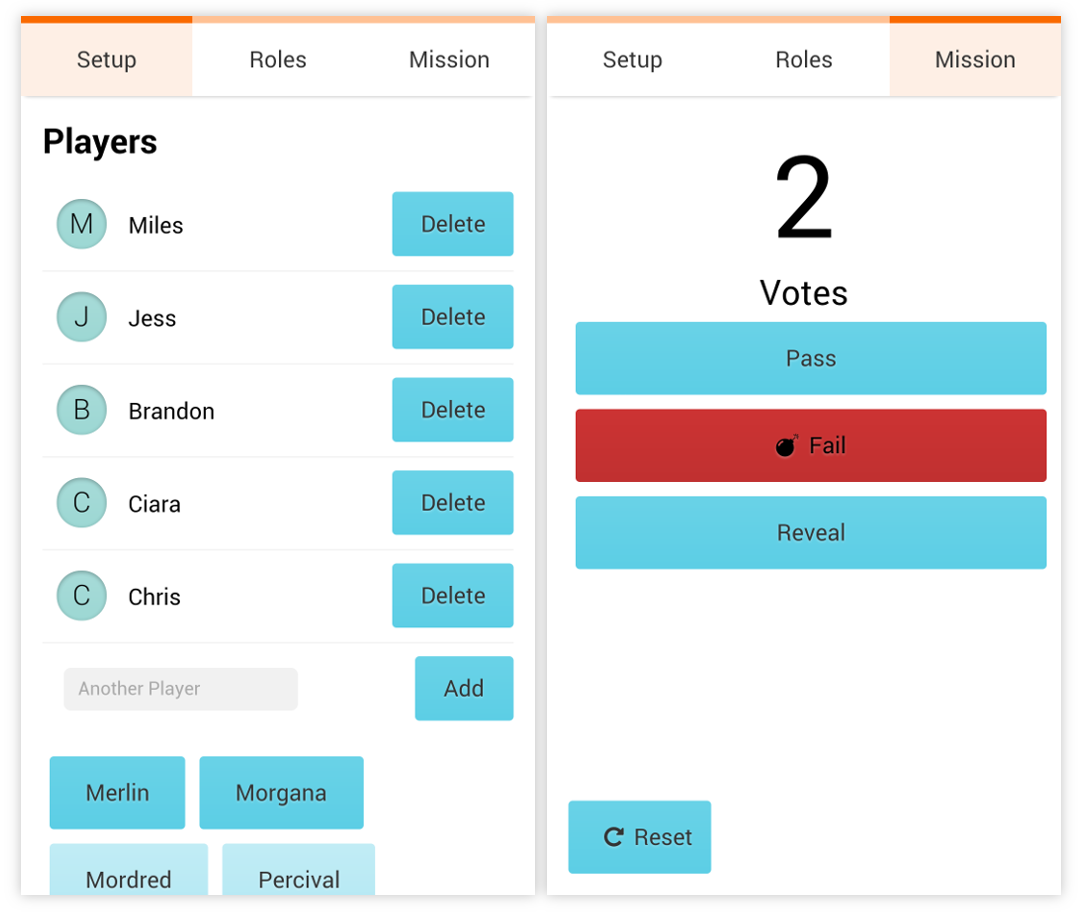 Setup Roles Mission
Players
M Miles Delete
J Jess Delete
B Brandon Delete
C Ciara Delete
C Chris Delete
Another Player Add
Merlin Morgana
Mordred Percival
Setup Roles Mission
2
Votes
Pass
Fail
Reveal
Reset